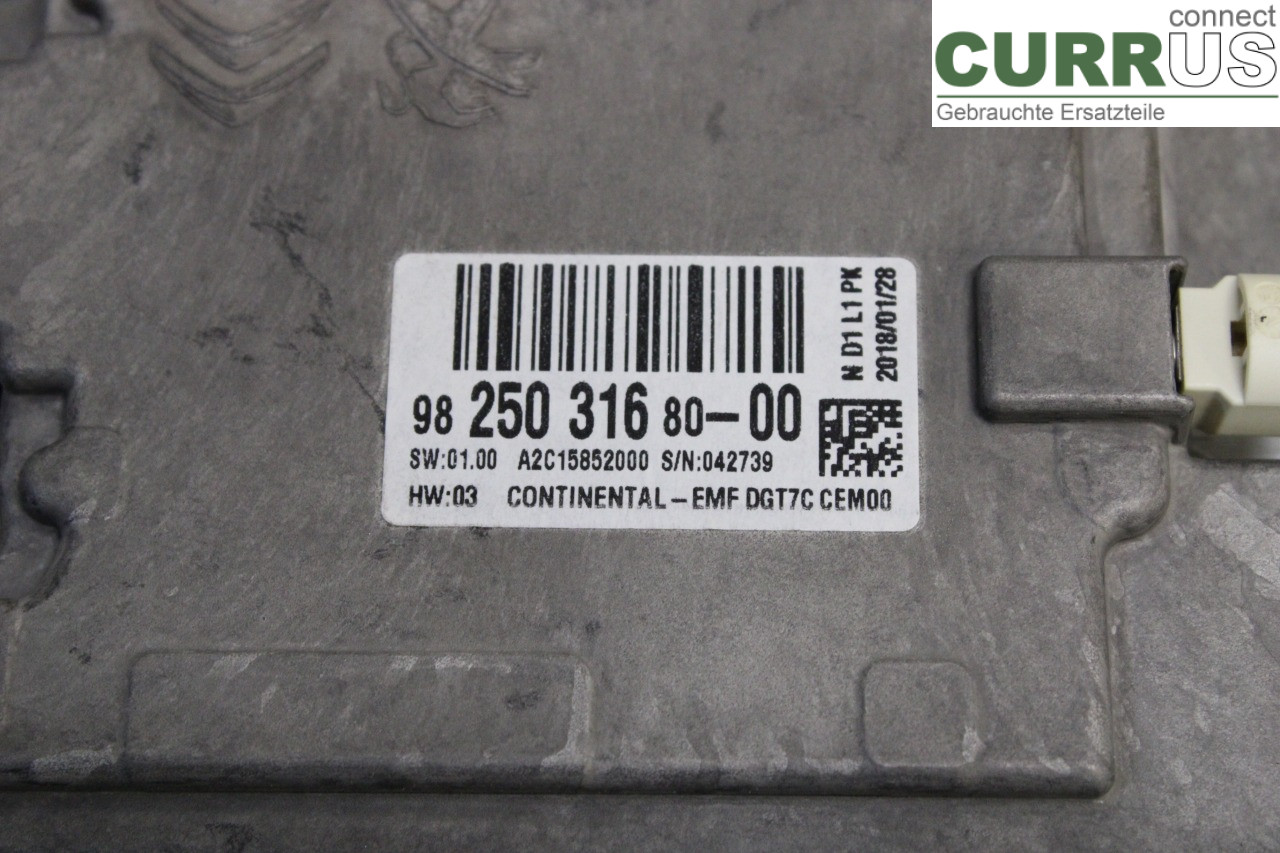 connect
CURRUS
Gebrauchte Ersatzteile
N D1 L1 PK
2018/01/28
98 250 316 80-00
SW:01.00 A2C15852000 S/N:042739
HW:03 CONTINENTAL-EMF DGT7C CEM00